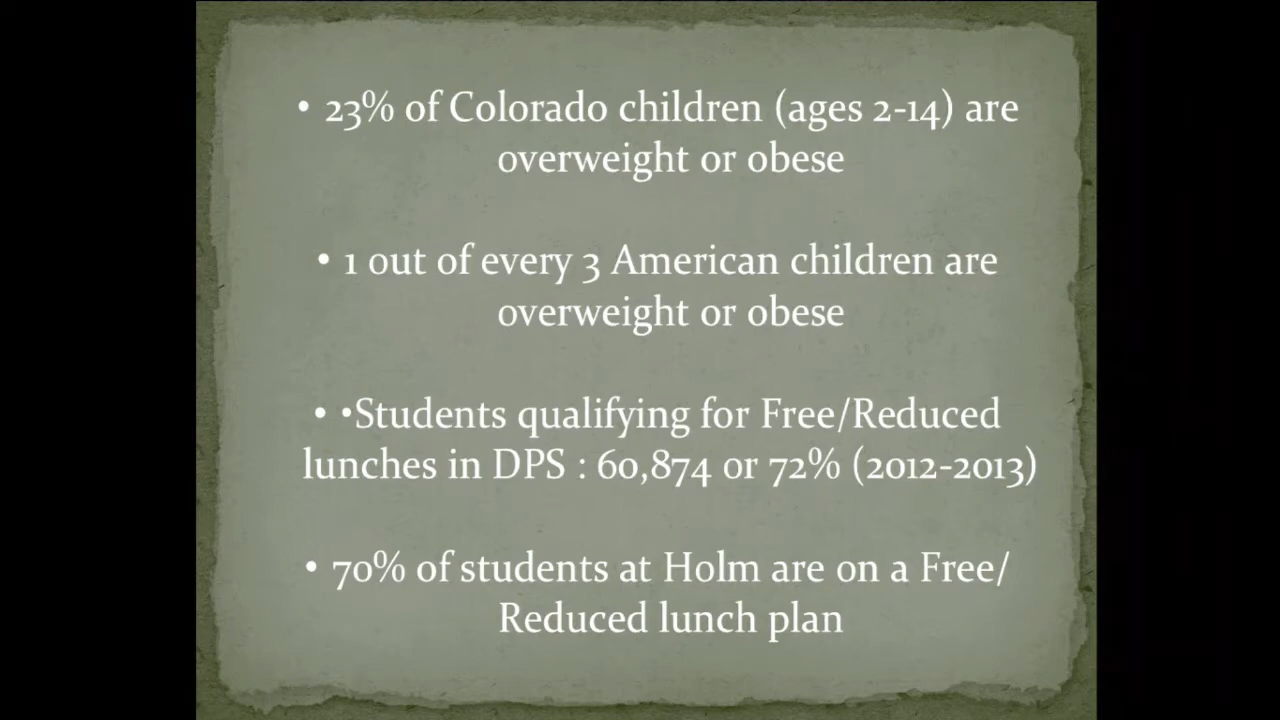 • 23% of Colorado children (ages 2-14) are
overweight or obese
• 1 out of every 3 American children are
overweight or obese
• •Students qualifying for Free/Reduced
lunches in DPS : 60,874 or 72% (2012-2013)
• 70% of students at Holm are on a Free/
Reduced lunch plan